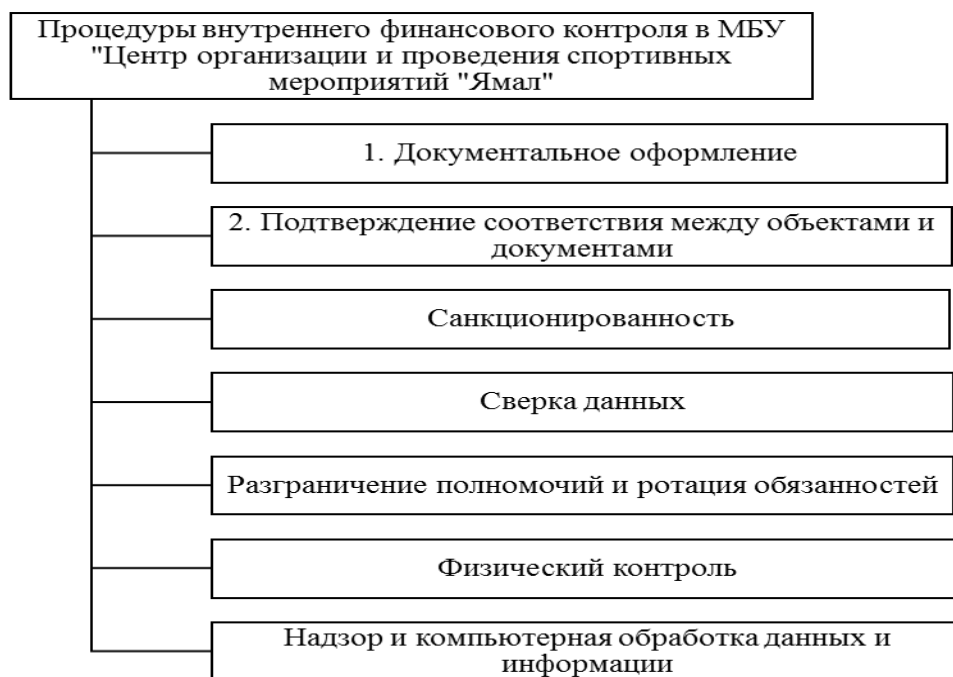 Процедуры внутреннего финансового контроля в МБУ
"Центр организации и проведения спортивных
мероприятий "Ямал"
1. Документальное оформление
2. Подтверждение соответствия между объектами и
документами
Санкционированность
Сверка данных
Разграничение полномочий и ротация обязанностей
Физический контроль
Надзор и компьютерная обработка данных и
информации